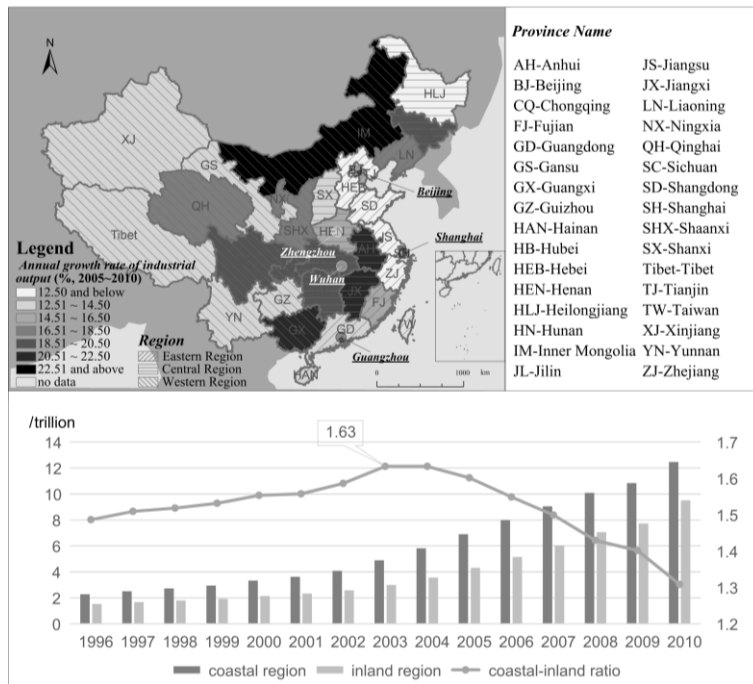 N
HLJ
XJ
IM
GS
LN
BJ
TJ
HEB
Beijing
NX
SX
QH
SD
SHX
HEN
JS
Tibet
AH
Shanghai
Zhengzhou
Wuhan
ZJ
JX
GZ
FJ
YN
GX
GD
TW
Guangzhou
HAN
0 1000 km
Legend
Annual growth rate of industrial
output (%, 2005~2010)
12.50 and below
12.51 ~ 14.50
14.51 ~ 16.50
16.51 ~ 18.50
18.51 ~ 20.50
20.51 ~ 22.50
22.51 and above
no data
Region
Eastern Region
Central Region
Western Region
Province Name
AH-Anhui JS-Jiangsu
BJ-Beijing JX-Jiangxi
CQ-Chongqing LN-Liaoning
FJ-Fujian NX-Ningxia
GD-Guangdong QH-Qinghai
GS-Gansu SC-Sichuan
GX-Guangxi SD-Shangdong
GZ-Guizhou SH-Shanghai
HAN-Hainan SHX-Shaanxi
HB-Hubei SX-Shanxi
HEB-Hebei Tibet-Tibet
HEN-Henan TJ-Tianjin
HLJ-Heilongjiang TW-Taiwan
HN-Hunan XJ-Xinjiang
IM-Inner Mongolia YN-Yunnan
JL-Jilin ZJ-Zhejiang
/trillion
1.63
14
12
10
8
6
4
2
0
1.7
1.6
1.5
1.4
1.3
1.2
1996 1997 1998 1999 2000 2001 2002 2003 2004 2005 2006 2007 2008 2009 2010
coastal region inland region coastal-inland ratio